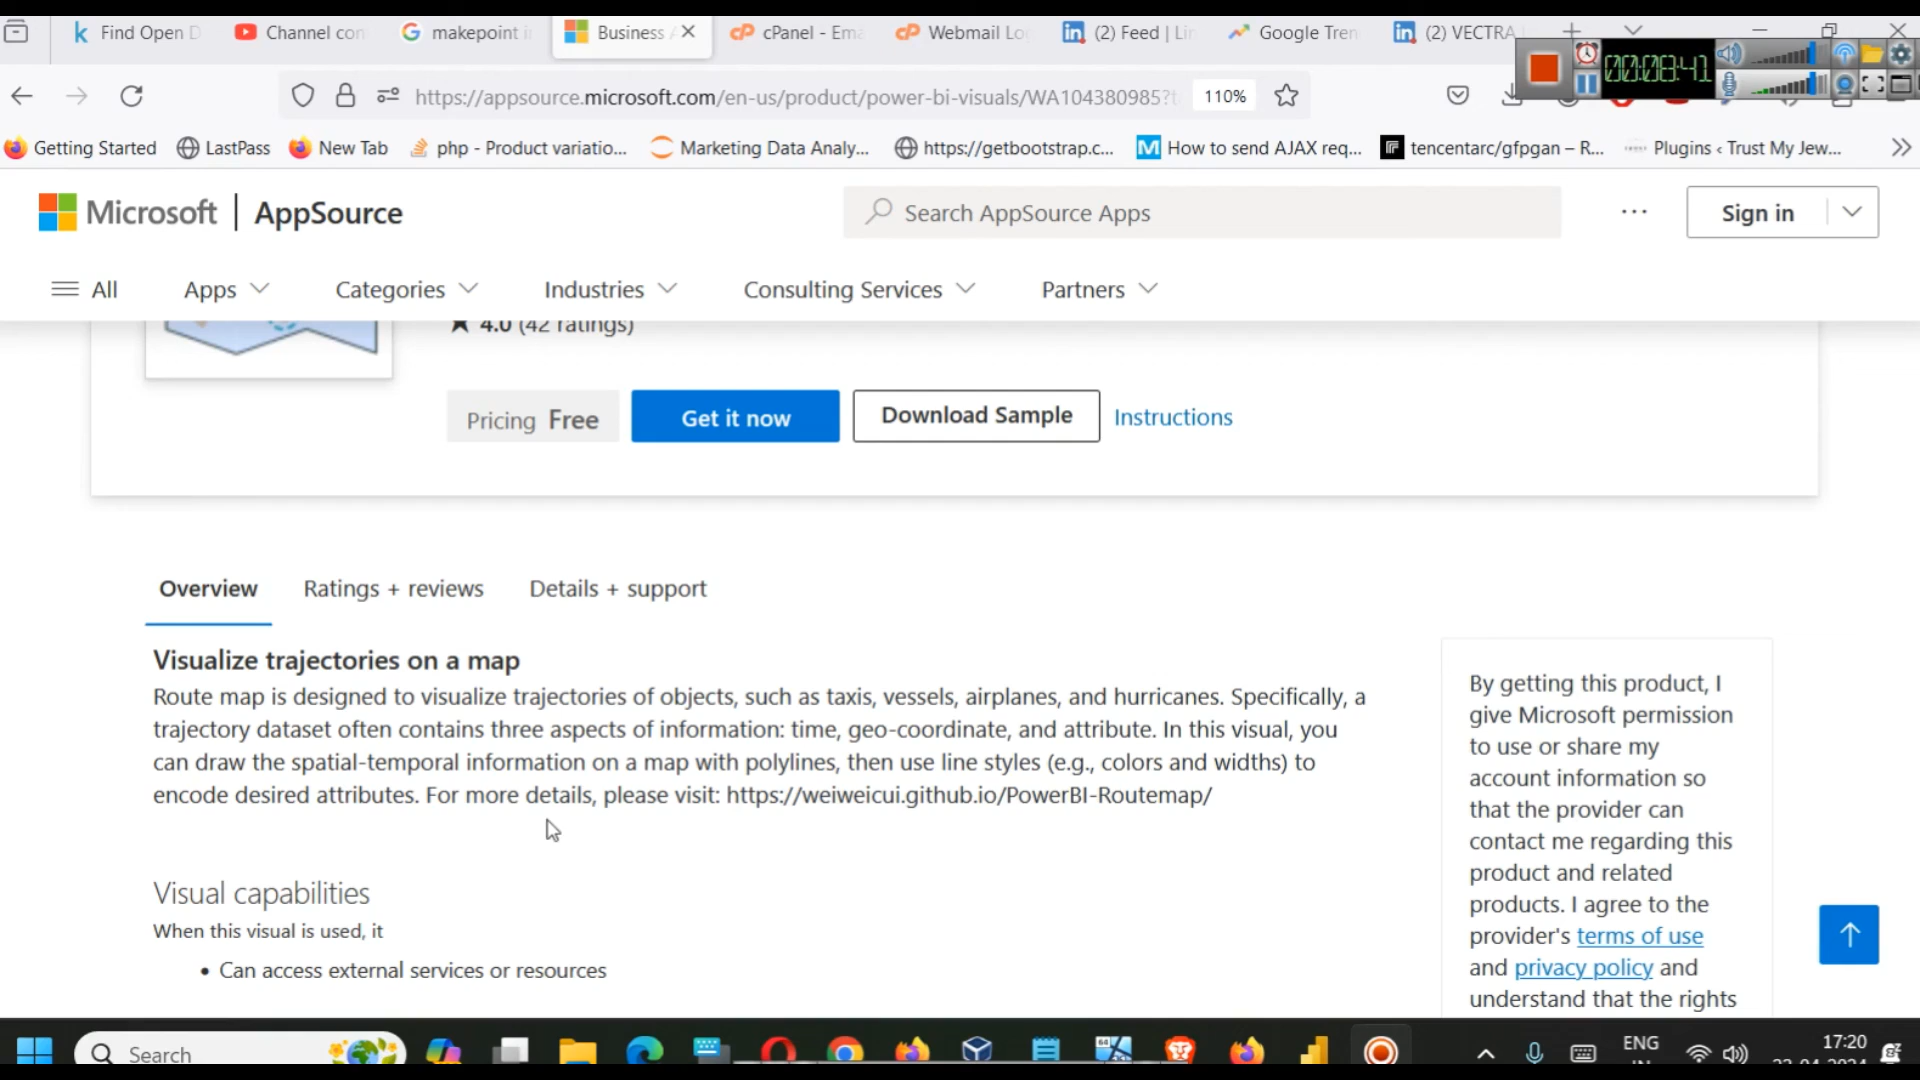 Find Open D
Channel con
makepoint i
Business A
cPanel - Ema
Webmail Lo
(2) Feed | Lin
Google Tren
(2) VECTRA
00:08:41
https://appsource.microsoft.com/en-us/product/power-bi-visuals/WA104380985?t
110%
Getting Started
LastPass
New Tab
php - Product variatio...
Marketing Data Analy...
https://getbootstrap.c...
How to send AJAX req...
tencentarc/gfpgan – R...
Plugins ‹ Trust My Jew...
Microsoft | AppSource
Search AppSource Apps
Sign in
All
Apps
Categories
Industries
Consulting Services
Partners
4.0 (42 ratings)
Pricing Free
Get it now
Download Sample
Instructions
Overview
Ratings + reviews
Details + support
Visualize trajectories on a map
Route map is designed to visualize trajectories of objects, such as taxis, vessels, airplanes, and hurricanes. Specifically, a
trajectory dataset often contains three aspects of information: time, geo-coordinate, and attribute. In this visual, you
can draw the spatial-temporal information on a map with polylines, then use line styles (e.g., colors and widths) to
encode desired attributes. For more details, please visit: https://weiweicui.github.io/PowerBI-Routemap/
Visual capabilities
When this visual is used, it
• Can access external services or resources
By getting this product, I
give Microsoft permission
to use or share my
account information so
that the provider can
contact me regarding this
product and related
products. I agree to the
provider's terms of use
and privacy policy and
understand that the rights
Search
ENG
17:20